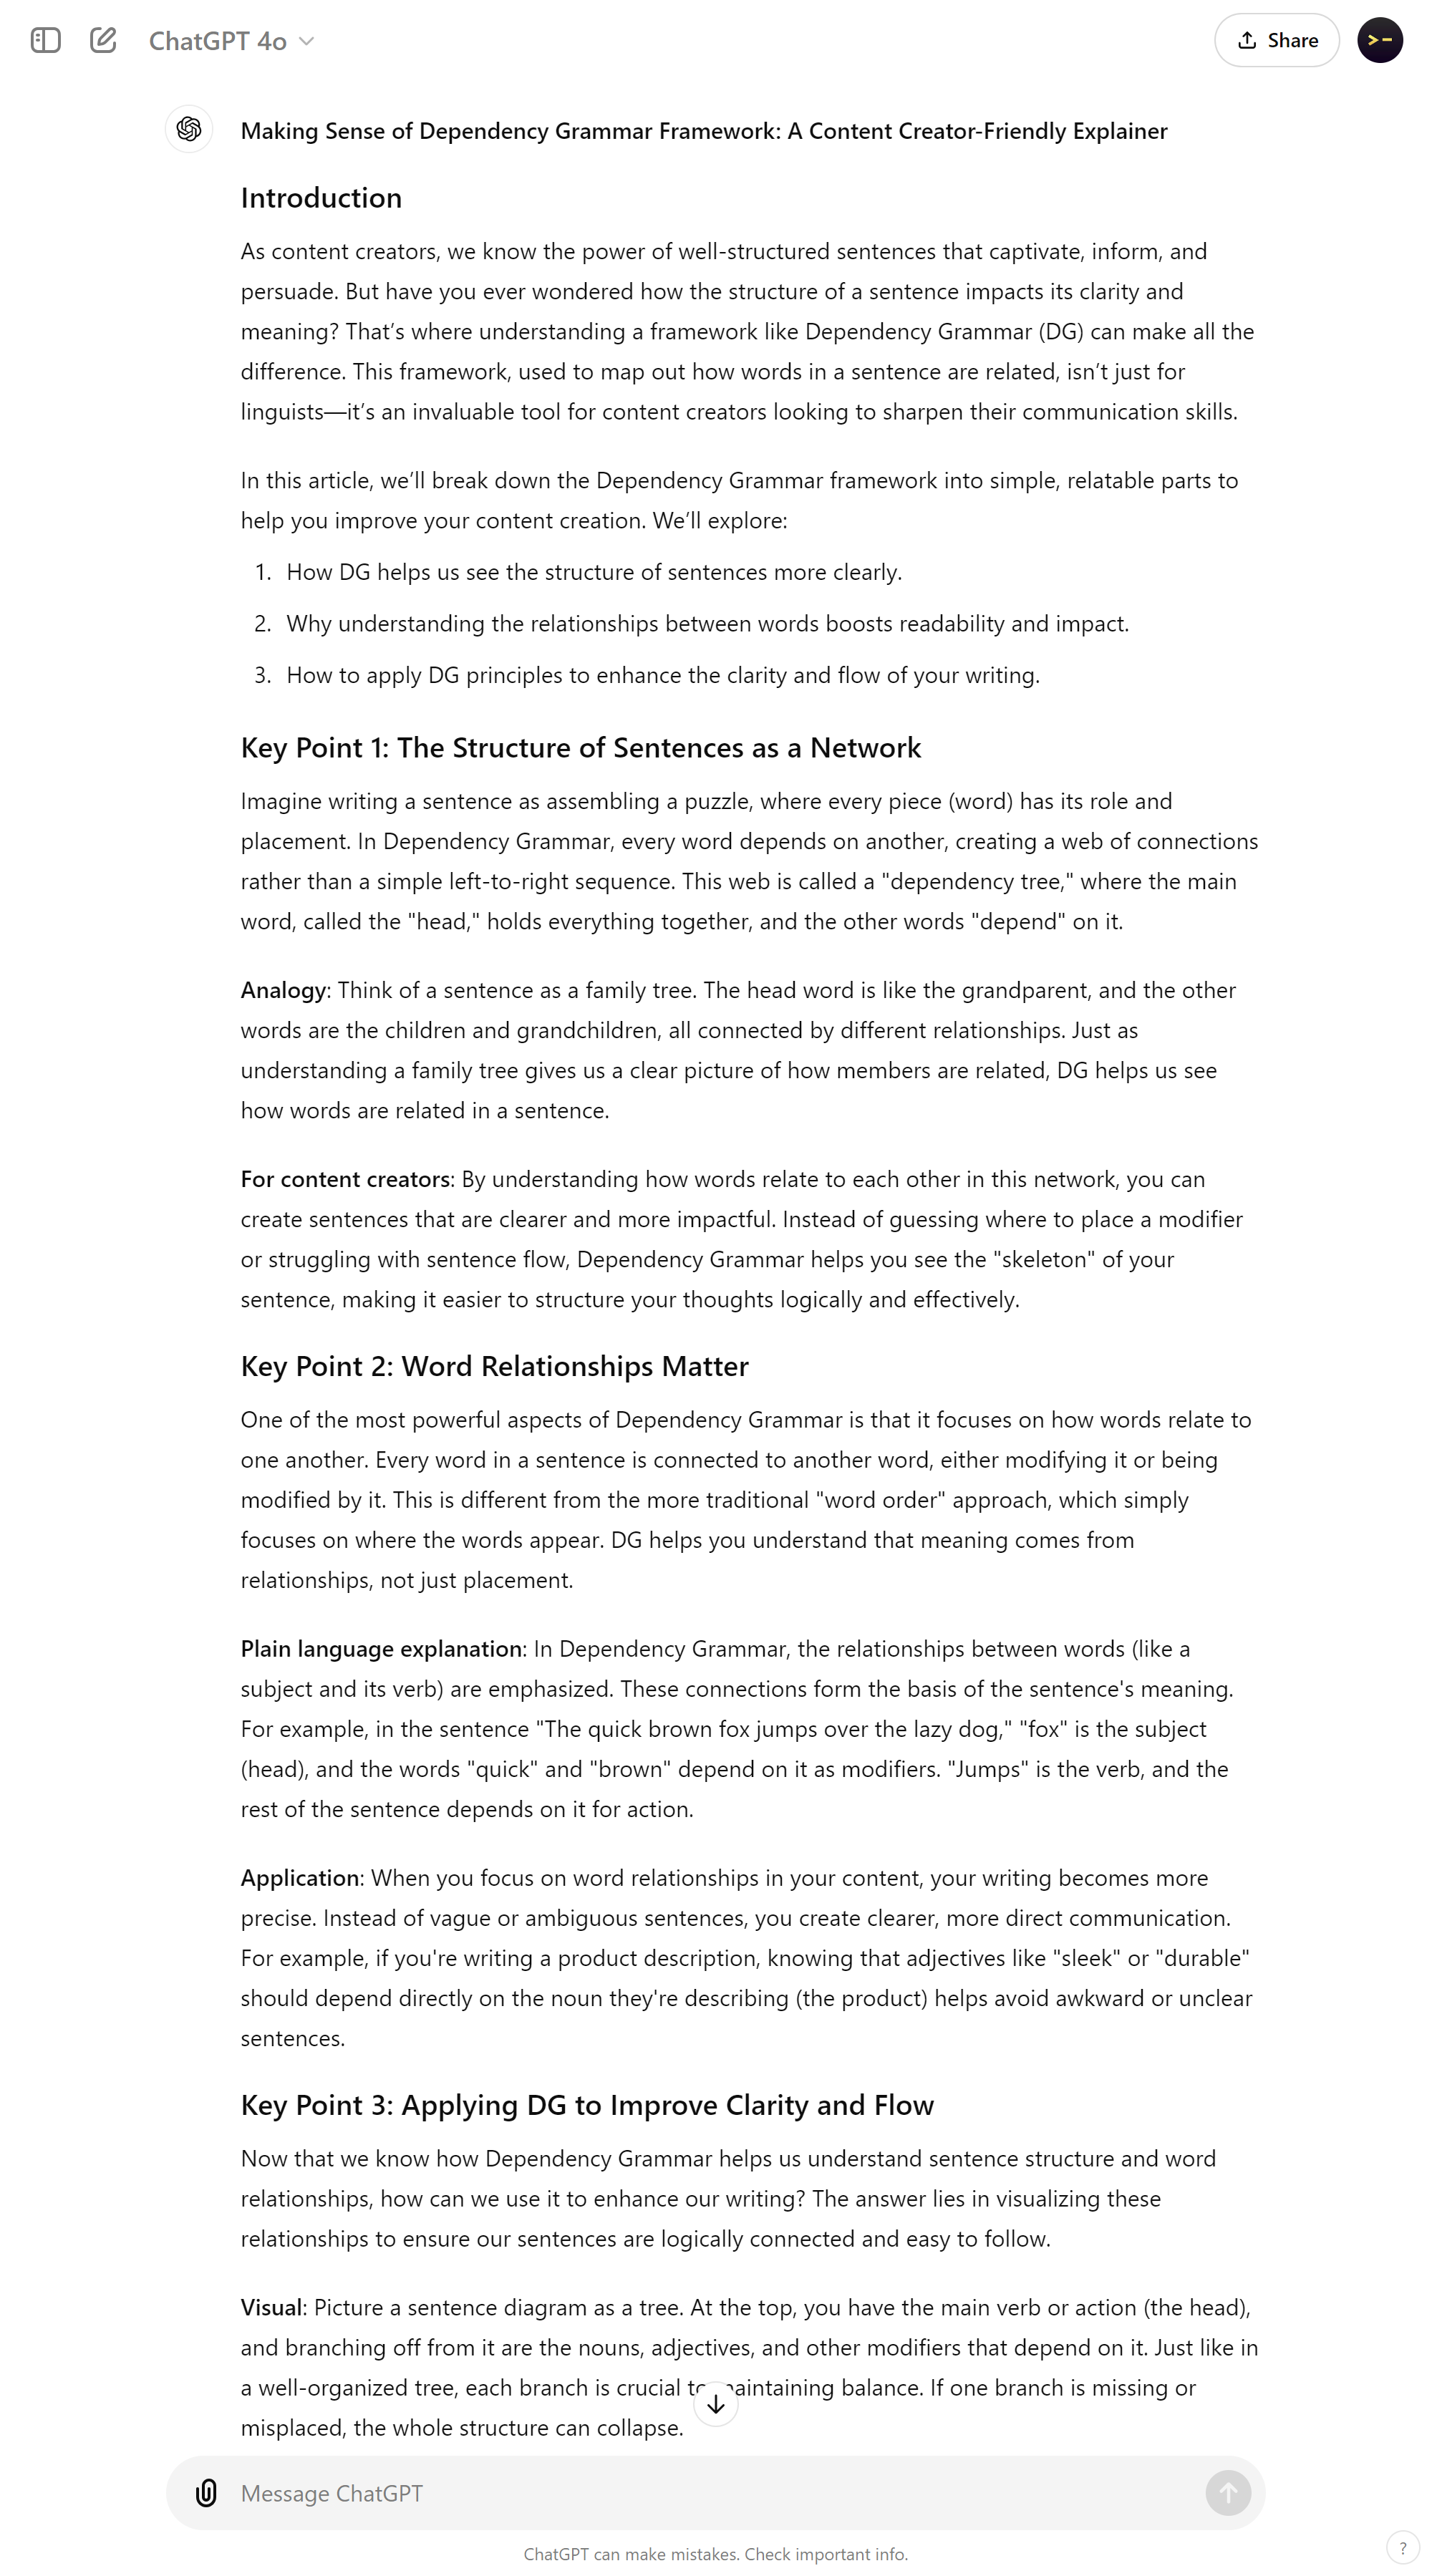 ChatGPT 4o
Share
Making Sense of Dependency Grammar Framework: A Content Creator-Friendly Explainer
Introduction
As content creators, we know the power of well-structured sentences that captivate, inform, and
persuade. But have you ever wondered how the structure of a sentence impacts its clarity and
meaning? That’s where understanding a framework like Dependency Grammar (DG) can make all the
difference. This framework, used to map out how words in a sentence are related, isn’t just for
linguists—it’s an invaluable tool for content creators looking to sharpen their communication skills.
In this article, we’ll break down the Dependency Grammar framework into simple, relatable parts to
help you improve your content creation. We’ll explore:
1. How DG helps us see the structure of sentences more clearly.
2. Why understanding the relationships between words boosts readability and impact.
3. How to apply DG principles to enhance the clarity and flow of your writing.
Key Point 1: The Structure of Sentences as a Network
Imagine writing a sentence as assembling a puzzle, where every piece (word) has its role and
placement. In Dependency Grammar, every word depends on another, creating a web of connections
rather than a simple left-to-right sequence. This web is called a "dependency tree," where the main
word, called the "head," holds everything together, and the other words "depend" on it.
Analogy: Think of a sentence as a family tree. The head word is like the grandparent, and the other
words are the children and grandchildren, all connected by different relationships. Just as
understanding a family tree gives us a clear picture of how members are related, DG helps us see
how words are related in a sentence.
For content creators: By understanding how words relate to each other in this network, you can
create sentences that are clearer and more impactful. Instead of guessing where to place a modifier
or struggling with sentence flow, Dependency Grammar helps you see the "skeleton" of your
sentence, making it easier to structure your thoughts logically and effectively.
Key Point 2: Word Relationships Matter
One of the most powerful aspects of Dependency Grammar is that it focuses on how words relate to
one another. Every word in a sentence is connected to another word, either modifying it or being
modified by it. This is different from the more traditional "word order" approach, which simply
focuses on where the words appear. DG helps you understand that meaning comes from
relationships, not just placement.
Plain language explanation: In Dependency Grammar, the relationships between words (like a
subject and its verb) are emphasized. These connections form the basis of the sentence's meaning.
For example, in the sentence "The quick brown fox jumps over the lazy dog," "fox" is the subject
(head), and the words "quick" and "brown" depend on it as modifiers. "Jumps" is the verb, and the
rest of the sentence depends on it for action.
Application: When you focus on word relationships in your content, your writing becomes more
precise. Instead of vague or ambiguous sentences, you create clearer, more direct communication.
For example, if you're writing a product description, knowing that adjectives like "sleek" or "durable"
should depend directly on the noun they're describing (the product) helps avoid awkward or unclear
sentences.
Key Point 3: Applying DG to Improve Clarity and Flow
Now that we know how Dependency Grammar helps us understand sentence structure and word
relationships, how can we use it to enhance our writing? The answer lies in visualizing these
relationships to ensure our sentences are logically connected and easy to follow.
Visual: Picture a sentence diagram as a tree. At the top, you have the main verb or action (the head),
and branching off from it are the nouns, adjectives, and other modifiers that depend on it. Just like in
a well-organized tree, each branch is crucial to maintaining balance. If one branch is missing or
misplaced, the whole structure can collapse.
Message ChatGPT
ChatGPT can make mistakes. Check important info.
?